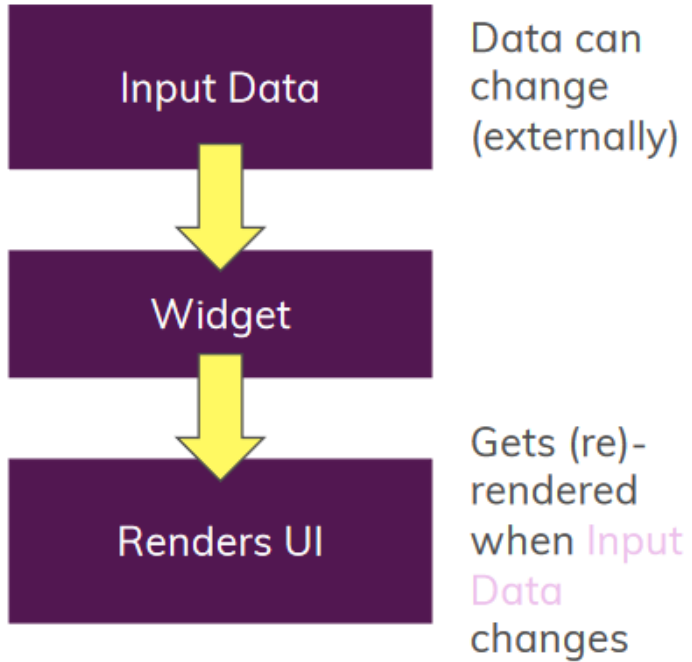 Input Data
Data can
change
(externally)
Widget
Renders UI
Gets (re)-
rendered
when Input
Data
changes